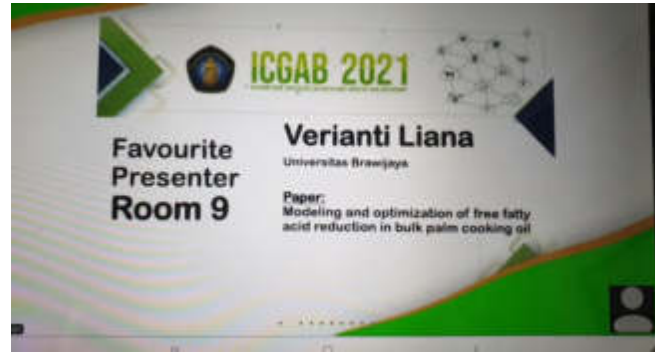 ICGAB 2021
Favourite
Presenter
Room 9
Verianti Liana
Universitas Brawijaya
Paper:
Modeling and optimization of free fatty
acid reduction in bulk palm cooking oil